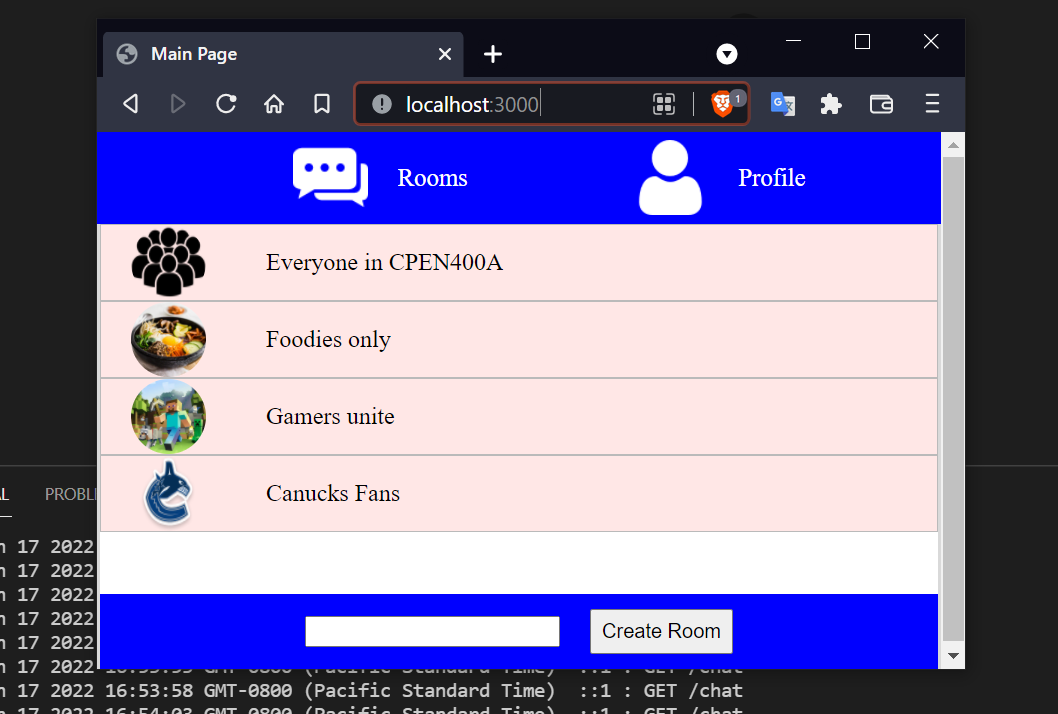 Main Page
localhost:3000
1
Rooms
Profile
Everyone in CPEN400A
Foodies only
Gamers unite
Canucks Fans
Create Room
17 2022
17 2022
17 2022
17 2022
17 2022
17 2022 16:53:53 GMT-0800 (Pacific Standard Time) ::1 : GET /chat
17 2022 16:53:58 GMT-0800 (Pacific Standard Time) ::1 : GET /chat
17 2022 16:54:03 GMT-0800 (Pacific Standard Time) ::1 : GET /chat